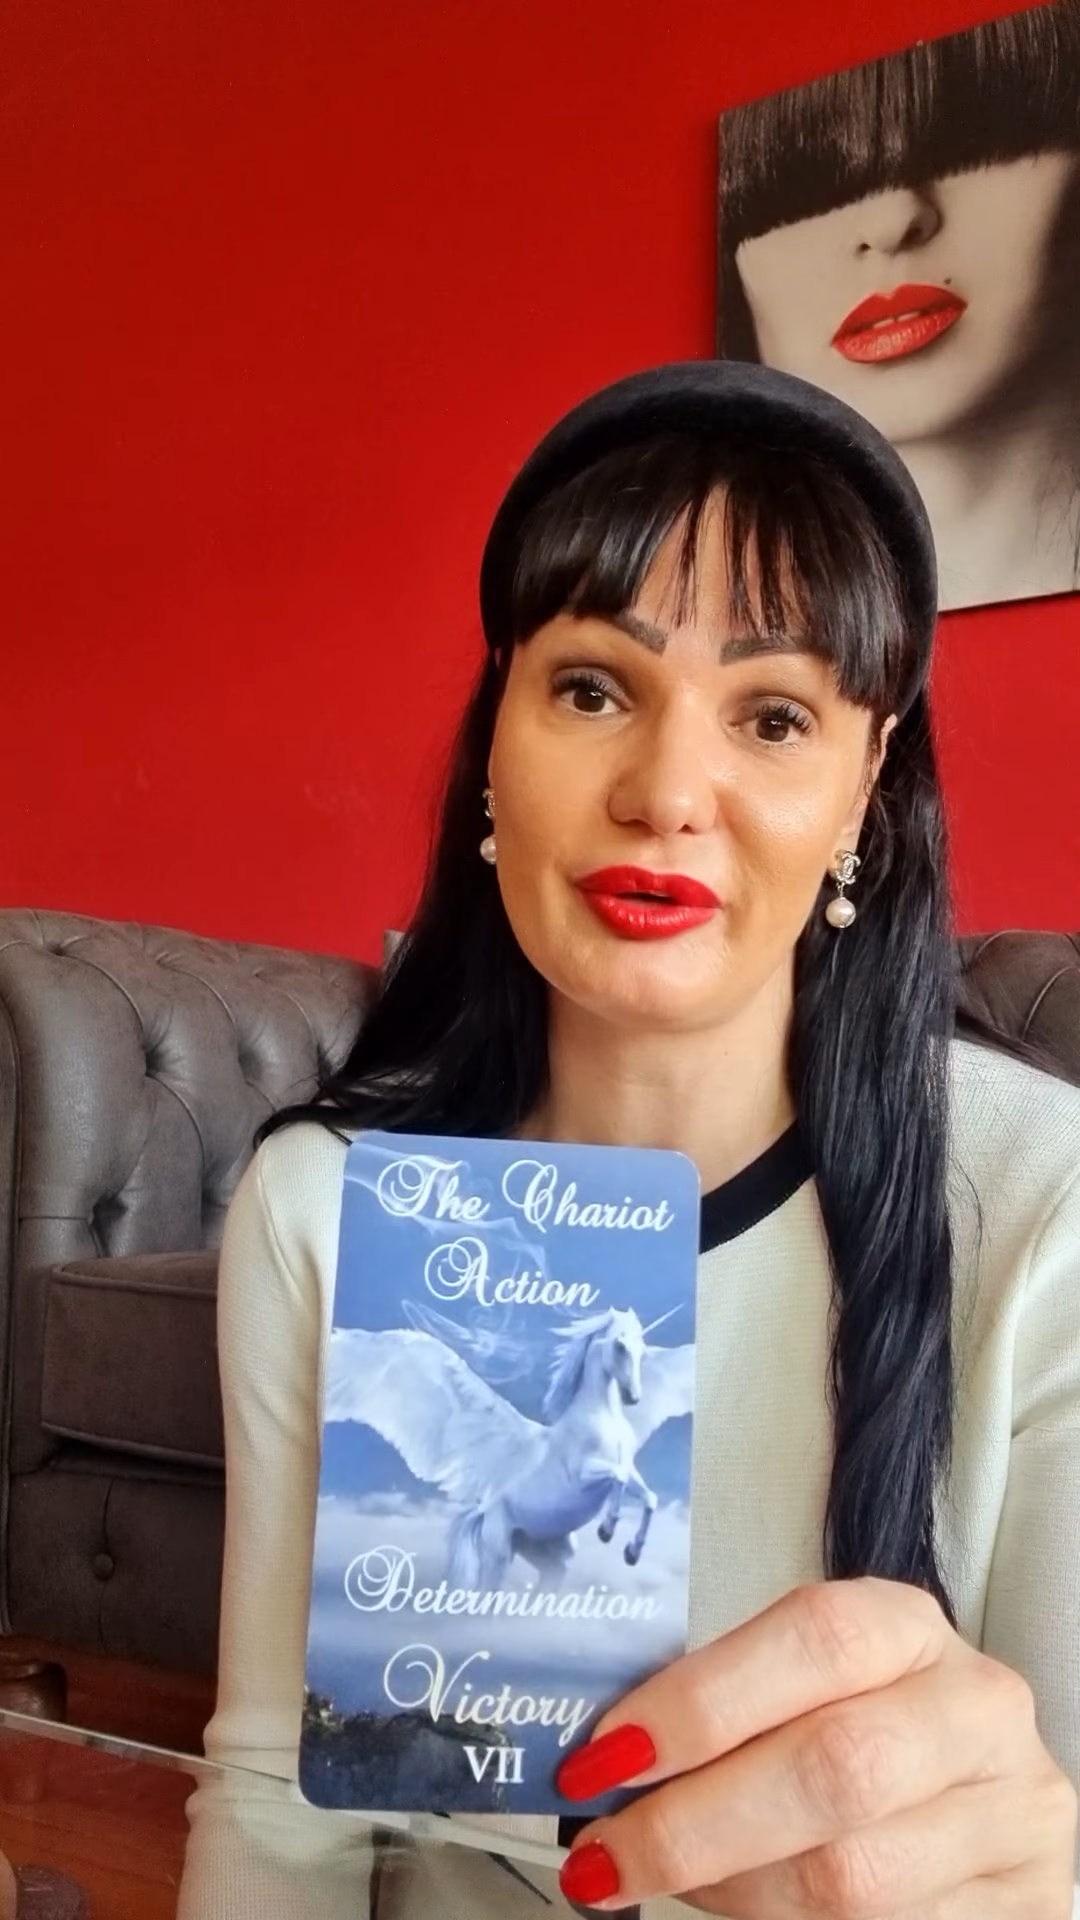 The Chariot
Action
Determination
Victory
VII